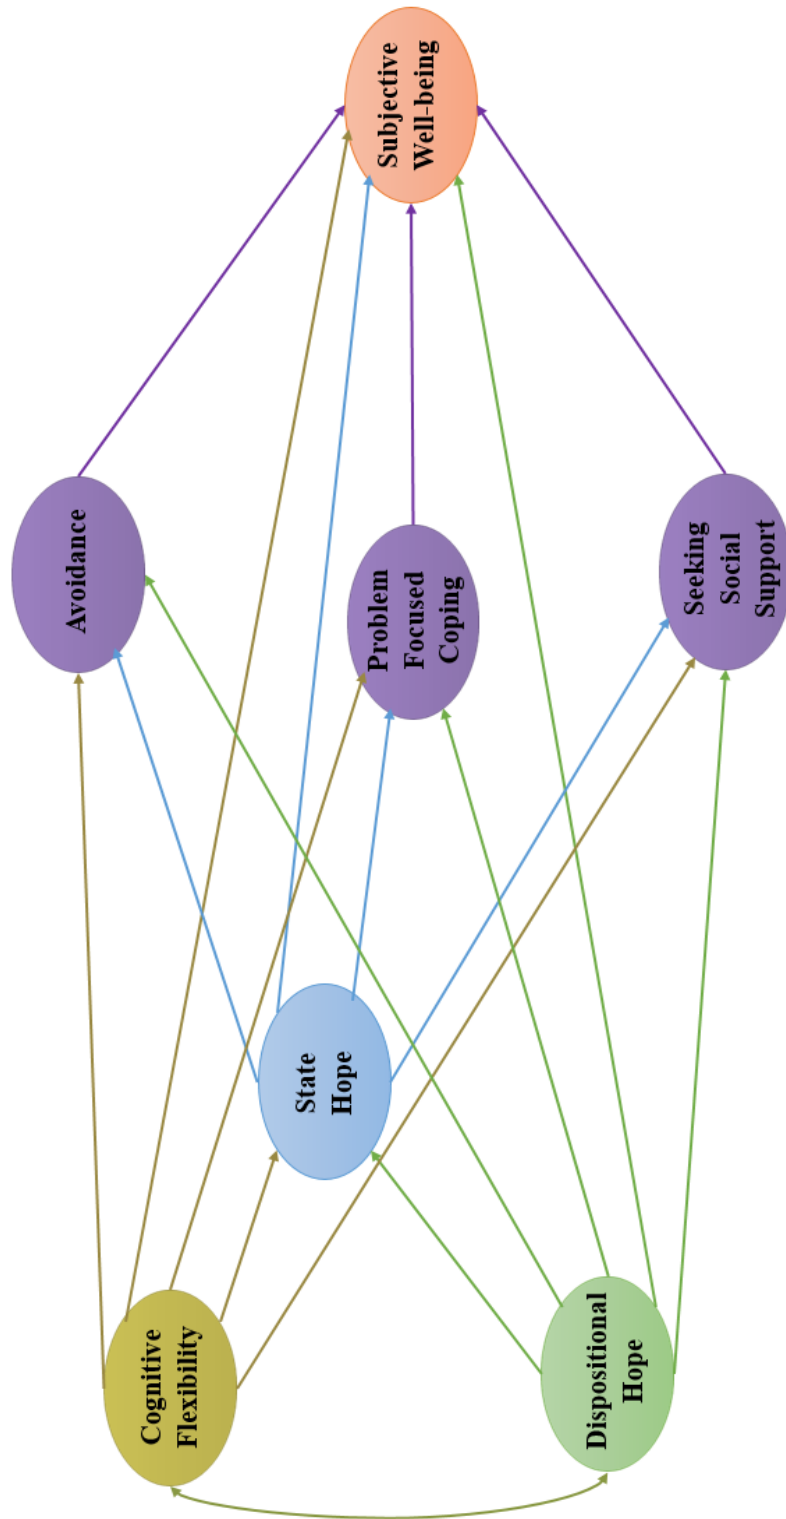 Cognitive
Flexibility
Dispositional
Hope
State
Hope
Avoidance
Problem
Focused
Coping
Seeking
Social
Support
Subjective
Well-being